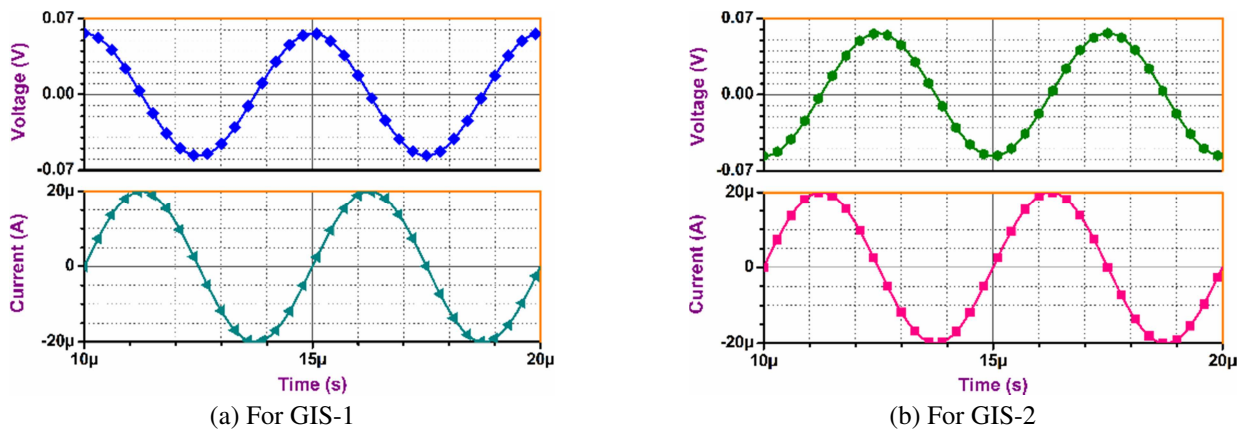 0.07
0.00
-0.07
Voltage (V)
20µ
0
-20µ
Current (A)
10µ 15µ 20µ
Time (s)
(a) For GIS-1
0.07
0.00
-0.07
Voltage (V)
20µ
0
-20µ
Current (A)
10µ 15µ 20µ
Time (s)
(b) For GIS-2